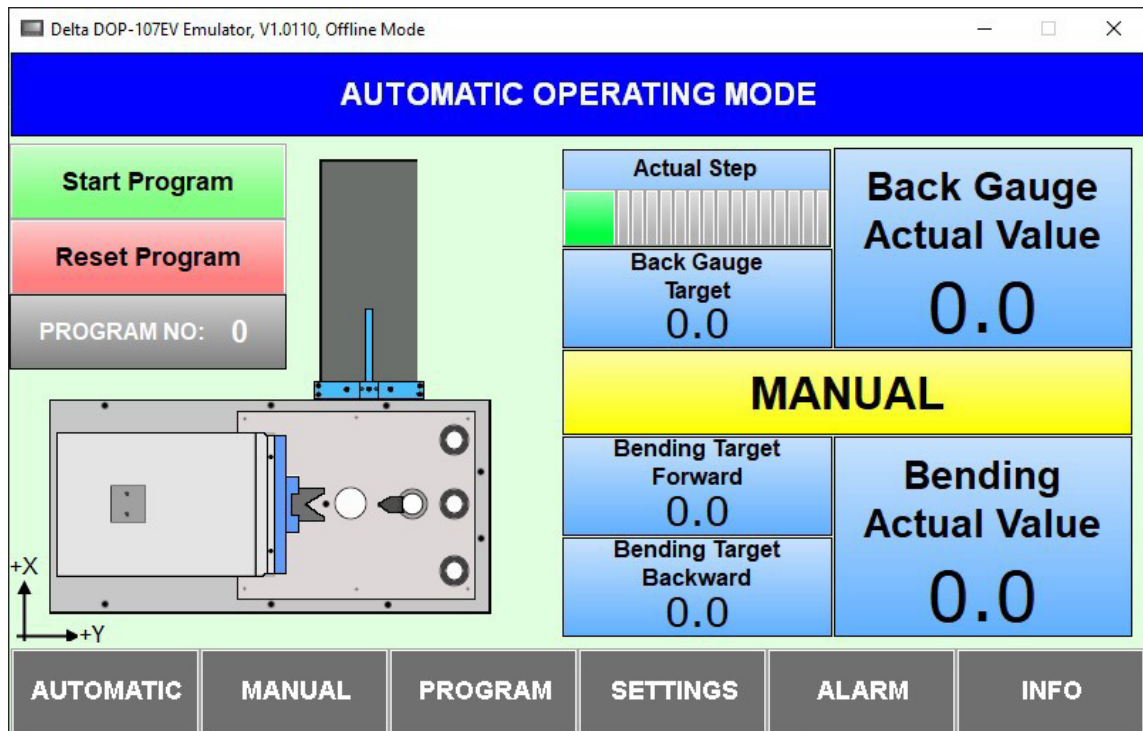 Delta DOP-107EV Emulator, V1.0110, Offline Mode
AUTOMATIC OPERATING MODE
Start Program
Reset Program
PROGRAM NO: 0
Actual Step
Back Gauge
Target
0.0
Back Gauge
Actual Value
0.0
MANUAL
Bending Target
Forward
0.0
Bending Target
Backward
0.0
Bending
Actual Value
0.0
+X
+Y
AUTOMATIC
MANUAL
PROGRAM
SETTINGS
ALARM
INFO